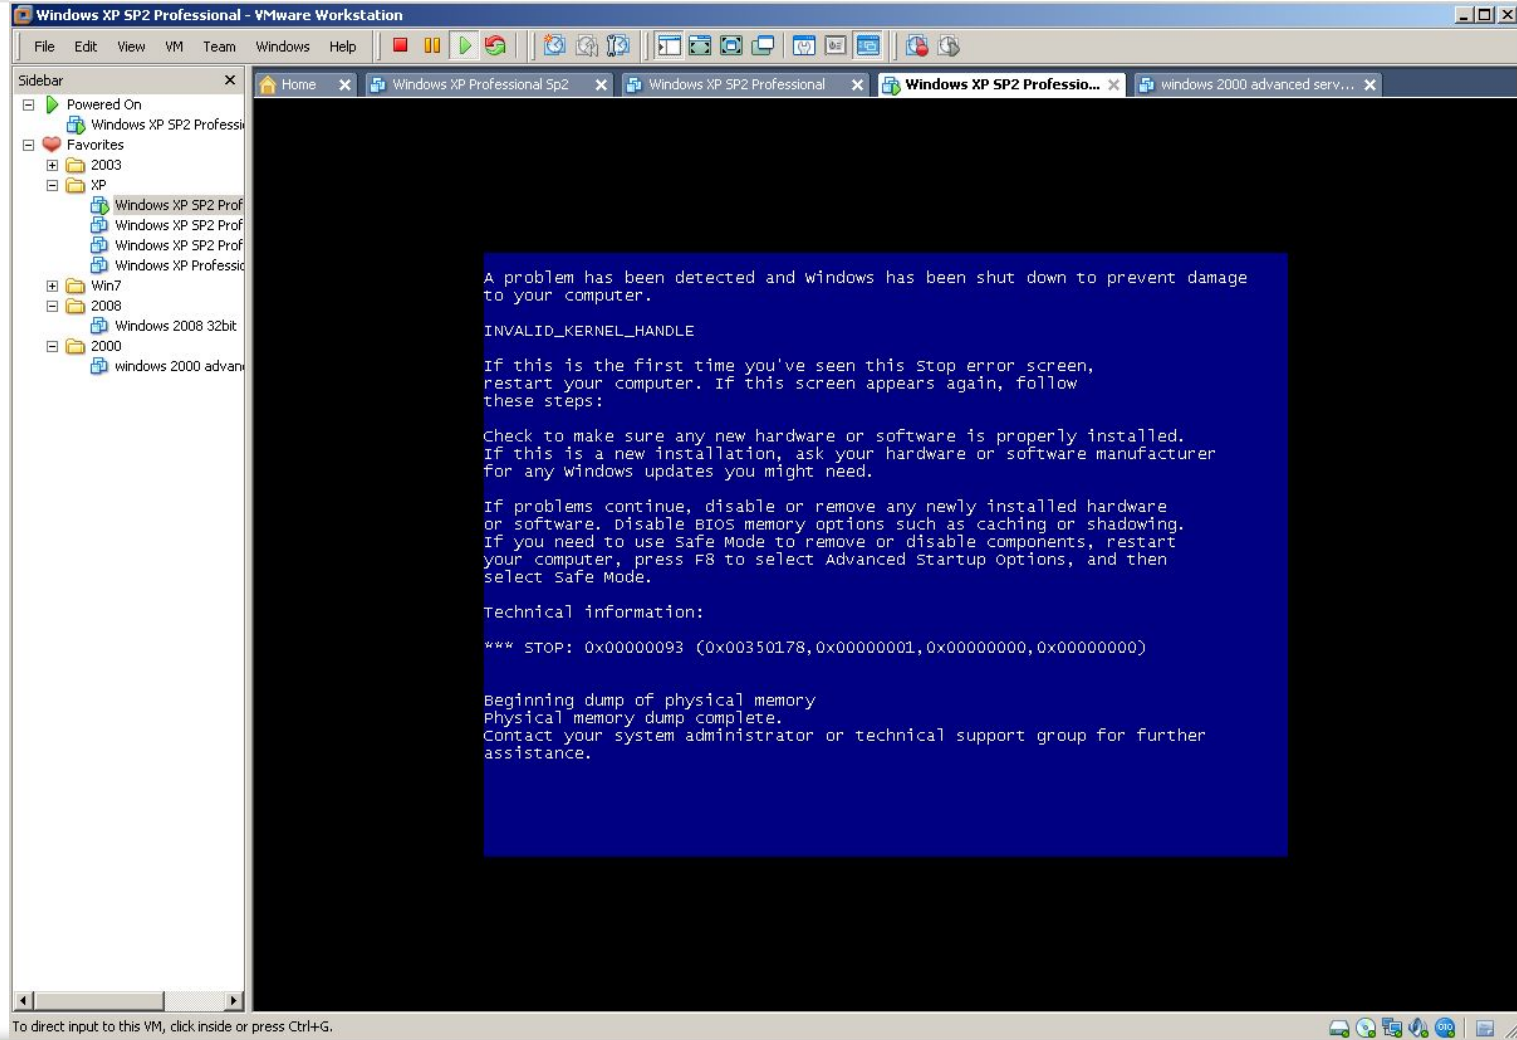 Windows XP SP2 Professional - VMware Workstation
File Edit View VM Team Windows Help
Sidebar
Home
Windows XP Professional Sp2
Windows XP SP2 Professional
Windows XP SP2 Professio...
windows 2000 advanced serv...
Powered On
Windows XP SP2 Professi
Favorites
2003
XP
Windows XP SP2 Prof
Windows XP SP2 Prof
Windows XP SP2 Prof
Windows XP Professic
Win7
2008
Windows 2008 32bit
2000
windows 2000 advan
A problem has been detected and Windows has been shut down to prevent damage
to your computer.
INVALID_KERNEL_HANDLE
If this is the first time you've seen this Stop error screen,
restart your computer. If this screen appears again, follow
these steps:
Check to make sure any new hardware or software is properly installed.
If this is a new installation, ask your hardware or software manufacturer
for any Windows updates you might need.
If problems continue, disable or remove any newly installed hardware
or software. Disable BIOS memory options such as caching or shadowing.
If you need to use Safe Mode to remove or disable components, restart
your computer, press F8 to select Advanced Startup Options, and then
select Safe Mode.
Technical information:
*** STOP: 0x00000093 (0x00350178,0x00000001,0x00000000,0x00000000)
Beginning dump of physical memory
Physical memory dump complete.
Contact your system administrator or technical support group for further
assistance.
To direct input to this VM, click inside or press Ctrl+G.